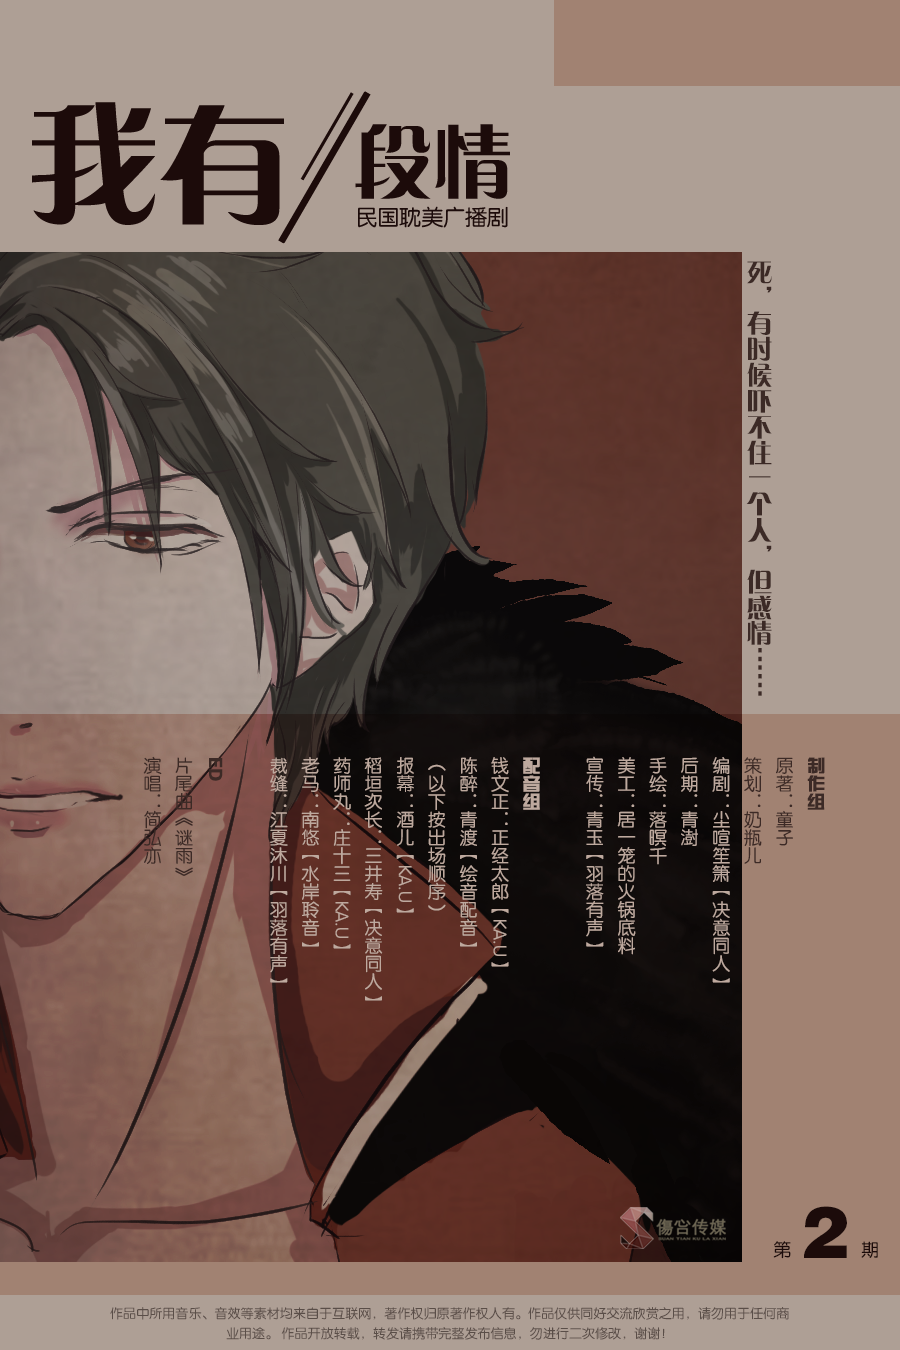 我有
段情
民国耽美广播剧
死，有时候吓不住一个人，但感情……
制作组
原著：童子
策划：奶瓶儿
编剧：尘喧笙箫【决意同人】
后期：青澍
手绘：落暝千
美工：居一笼的火锅底料
宣传：青玉【羽落有声】
配音组
钱文正：正经太郎【KA.U】
陈醉：青渡【绘音配音】
（以下按出场顺序）
报幕：酒儿【KA.U】
稻垣次长：三井寿【决意同人】
药师丸：庄十三【KA.U】
老马：南悠【水岸聆音】
裁缝：江夏沐川【羽落有声】
ED
片尾曲《谜雨》
演唱：简弘亦
传媒
第2期
作品中所用音乐、音效等素材均来自于互联网，著作权归原著作权人有。作品仅供同好交流欣赏之用，请勿用于任何商
业用途。作品开放转载，转发请携带完整发布信息，勿进行二次修改，谢谢！